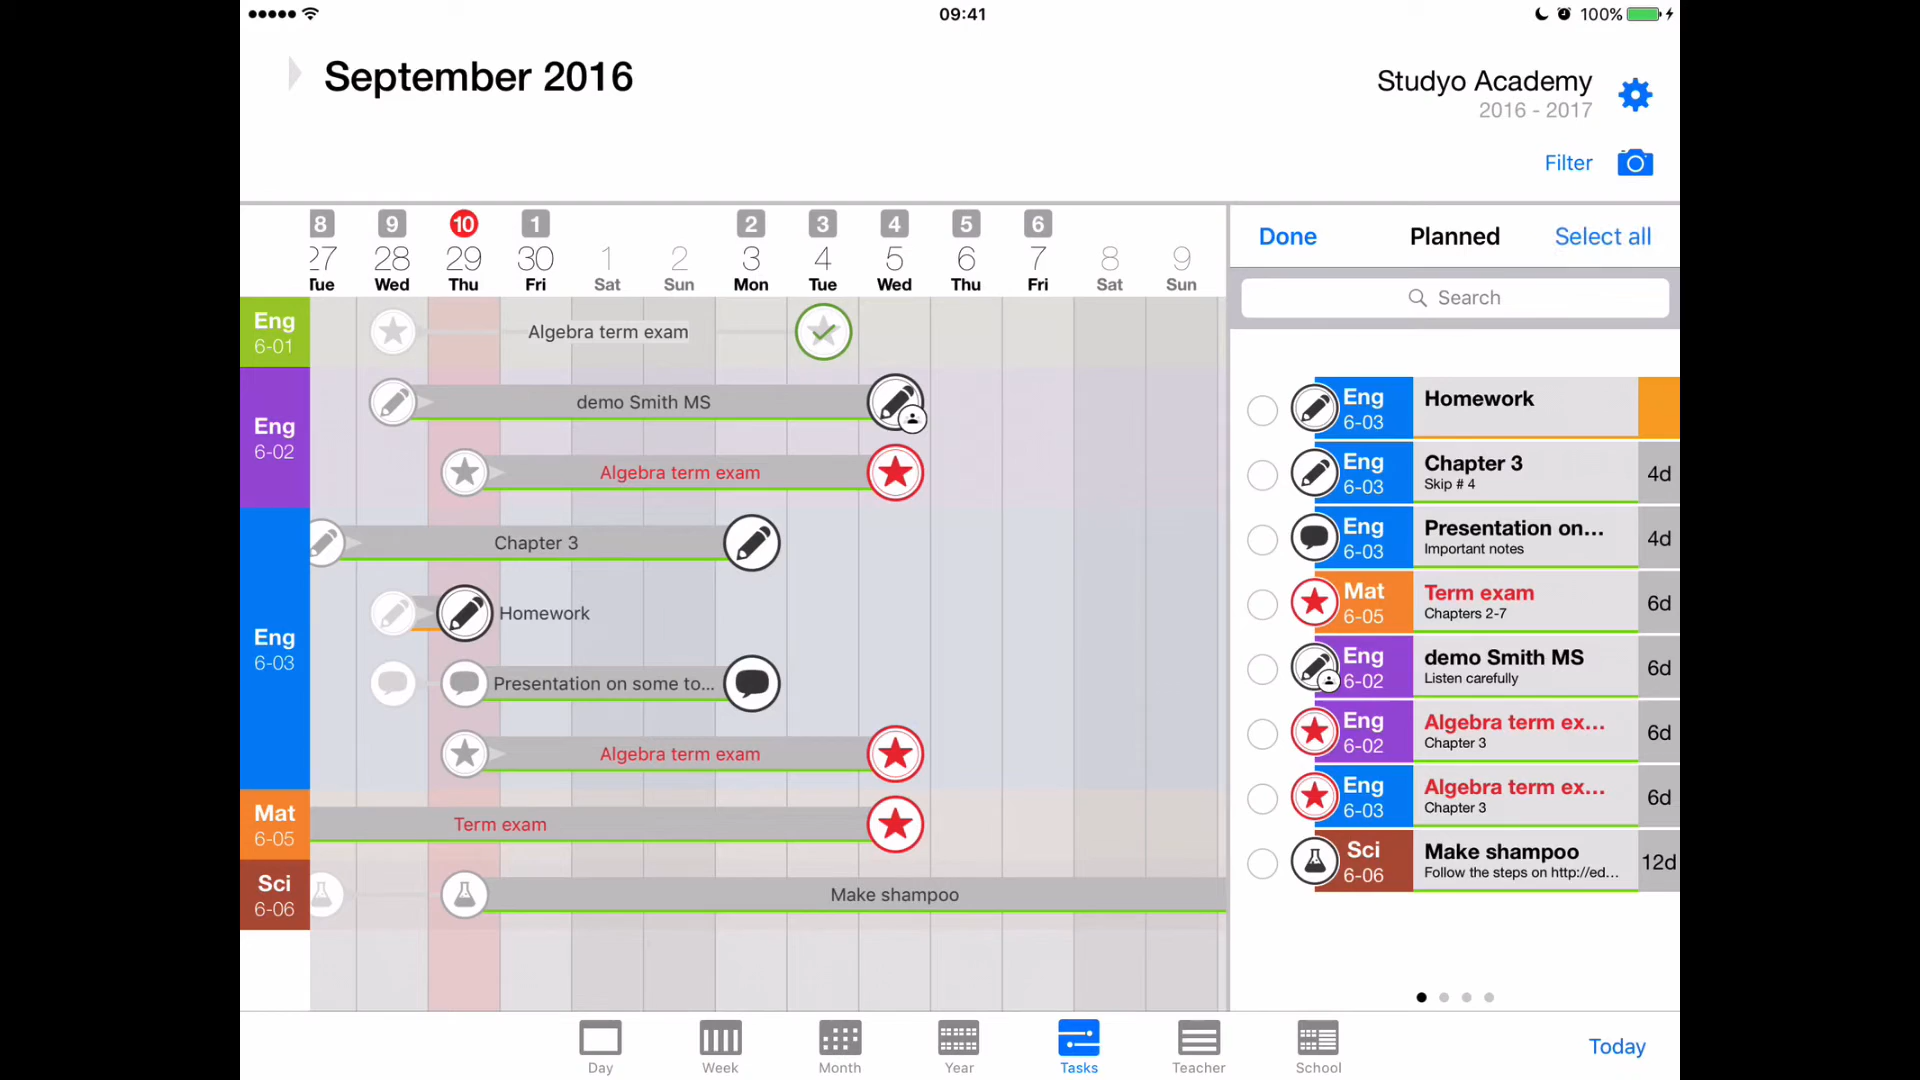 09:41
100%
September 2016
Studyo Academy
2016 - 2017
Filter
8 9 10 1 2 3 4 5 6
27 28 29 30 1 2 3 4 5 6 7 8 9
Tue Wed Thu Fri Sat Sun Mon Tue Wed Thu Fri Sat Sun
Done Planned Select all
Search
Eng
6-01
Algebra term exam
Eng
6-02
demo Smith MS
Algebra term exam
Eng
6-03
Chapter 3
Homework
Presentation on some to...
Algebra term exam
Mat
6-05
Term exam
Sci
6-06
Make shampoo
Eng
6-03
Homework
Eng
6-03
Chapter 3
Skip # 4
4d
Eng
6-03
Presentation on...
Important notes
4d
Mat
6-05
Term exam
Chapters 2-7
6d
Eng
6-02
demo Smith MS
Listen carefully
6d
Eng
6-02
Algebra term ex...
Chapter 3
6d
Eng
6-03
Algebra term ex...
Chapter 3
6d
Sci
6-06
Make shampoo
Follow the steps on http://ed...
12d
Day Week Month Year Tasks Teacher School
Today